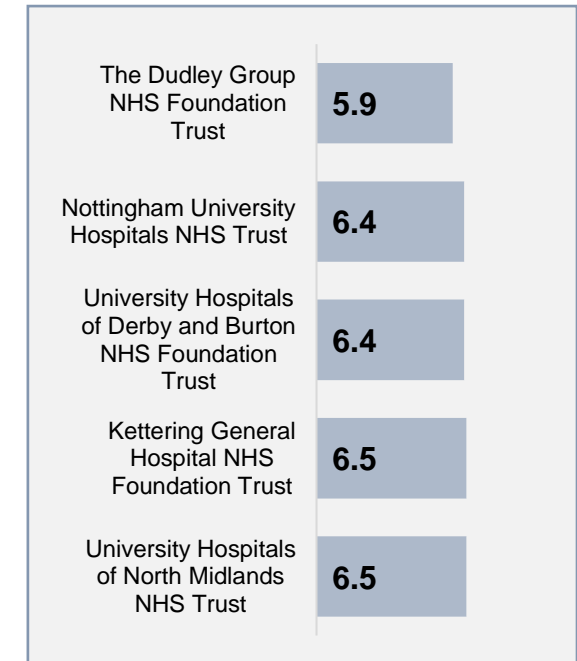 The Dudley Group
NHS Foundation
Trust
5.9
Nottingham University
Hospitals NHS Trust
6.4
University Hospitals
of Derby and Burton
NHS Foundation
Trust
6.4
Kettering General
Hospital NHS
Foundation Trust
6.5
University Hospitals
of North Midlands
NHS Trust
6.5